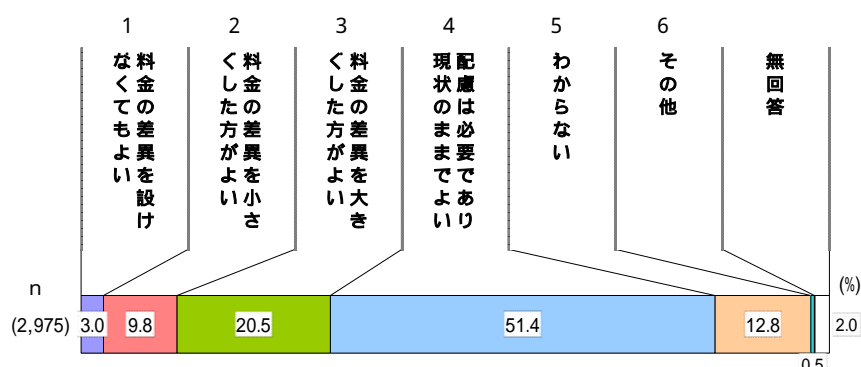 1 2 3 4 5 6
料金の差異を設け
なくてもよい
料金の差異を小さ
くした方がよい
料金の差異を大き
くした方がよい
配慮は必要であり
現状のままでよい
わからない
その他
無回答
n
(%)
(2,975) 3.0 9.8 20.5 51.4 12.8 2.0
0.5